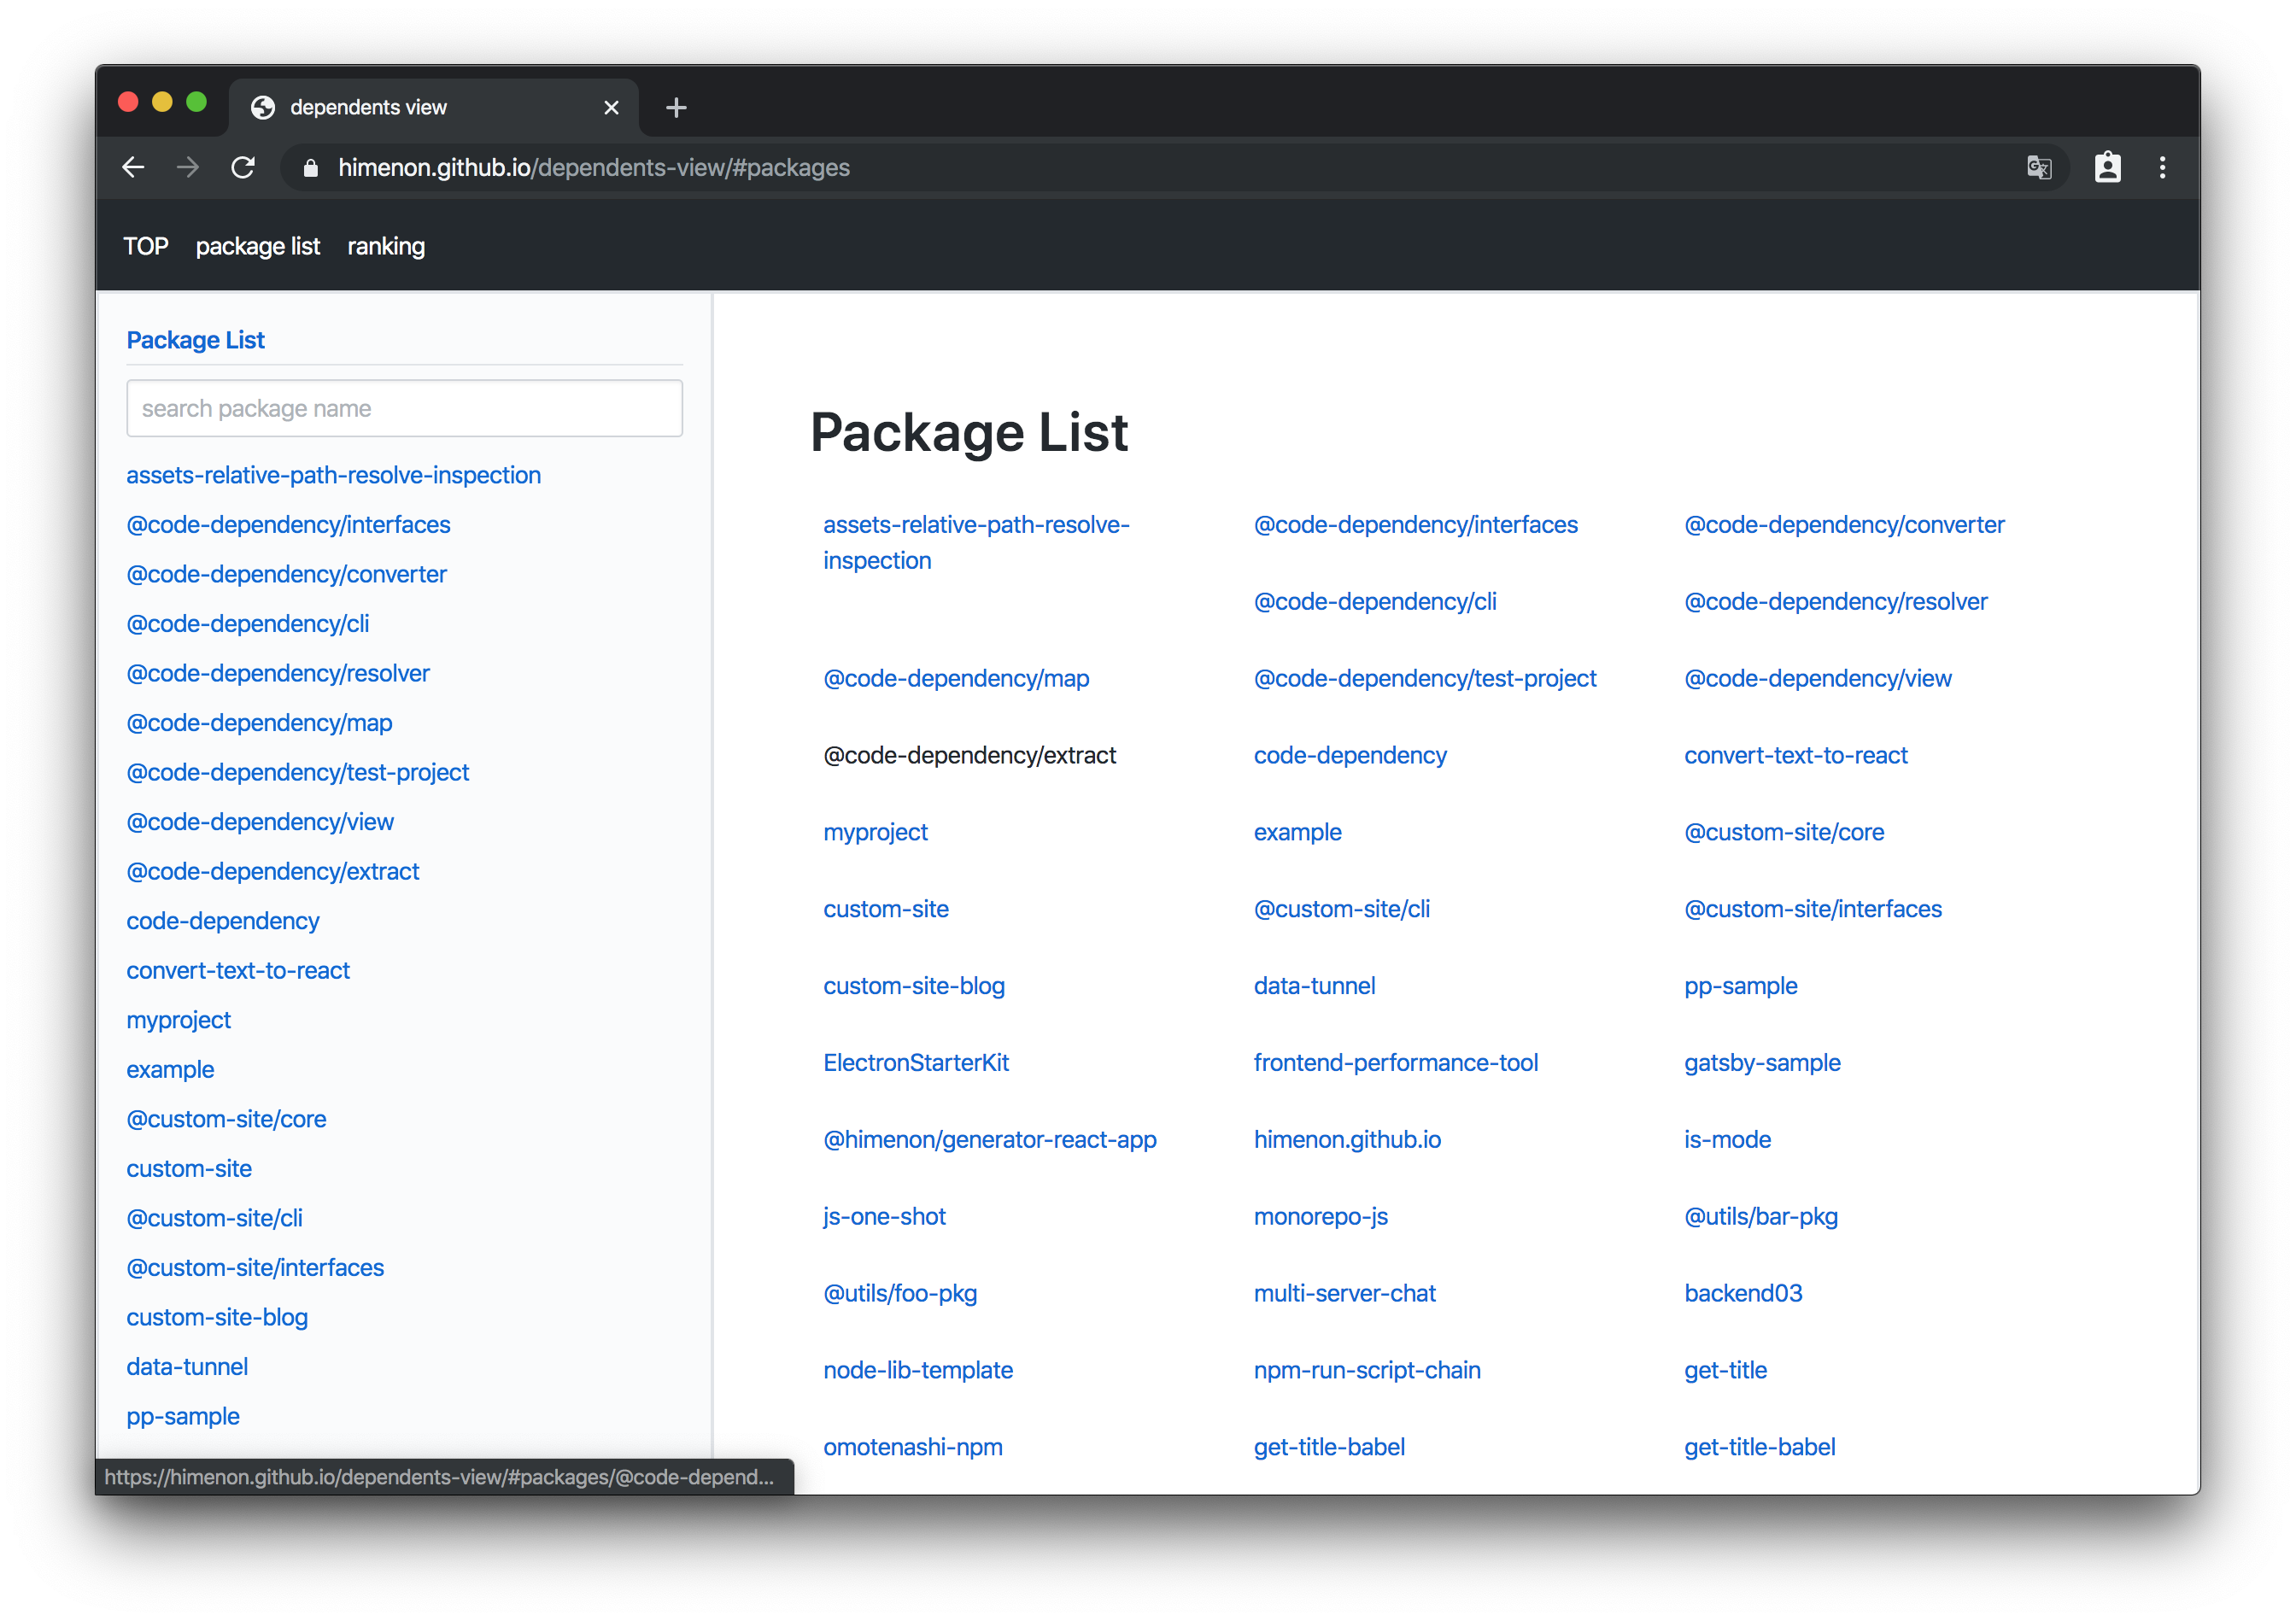 dependents view
himenon.github.io/dependents-view/#packages
TOP package list ranking
Package List
search package name
assets-relative-path-resolve-inspection
@code-dependency/interfaces
@code-dependency/converter
@code-dependency/cli
@code-dependency/resolver
@code-dependency/map
@code-dependency/test-project
@code-dependency/view
@code-dependency/extract
code-dependency
convert-text-to-react
myproject
example
@custom-site/core
custom-site
@custom-site/cli
@custom-site/interfaces
custom-site-blog
data-tunnel
pp-sample
https://himenon.github.io/dependents-view/#packages/@code-depend...
Package List
assets-relative-path-resolve-
inspection
@code-dependency/interfaces
@code-dependency/converter
@code-dependency/cli
@code-dependency/resolver
@code-dependency/map
@code-dependency/test-project
@code-dependency/view
@code-dependency/extract
code-dependency
convert-text-to-react
myproject
example
@custom-site/core
custom-site
@custom-site/cli
@custom-site/interfaces
custom-site-blog
data-tunnel
pp-sample
ElectronStarterKit
frontend-performance-tool
gatsby-sample
@himenon/generator-react-app
himenon.github.io
is-mode
js-one-shot
monorepo-js
@utils/bar-pkg
@utils/foo-pkg
multi-server-chat
backend03
node-lib-template
npm-run-script-chain
get-title
omotenashi-npm
get-title-babel
get-title-babel